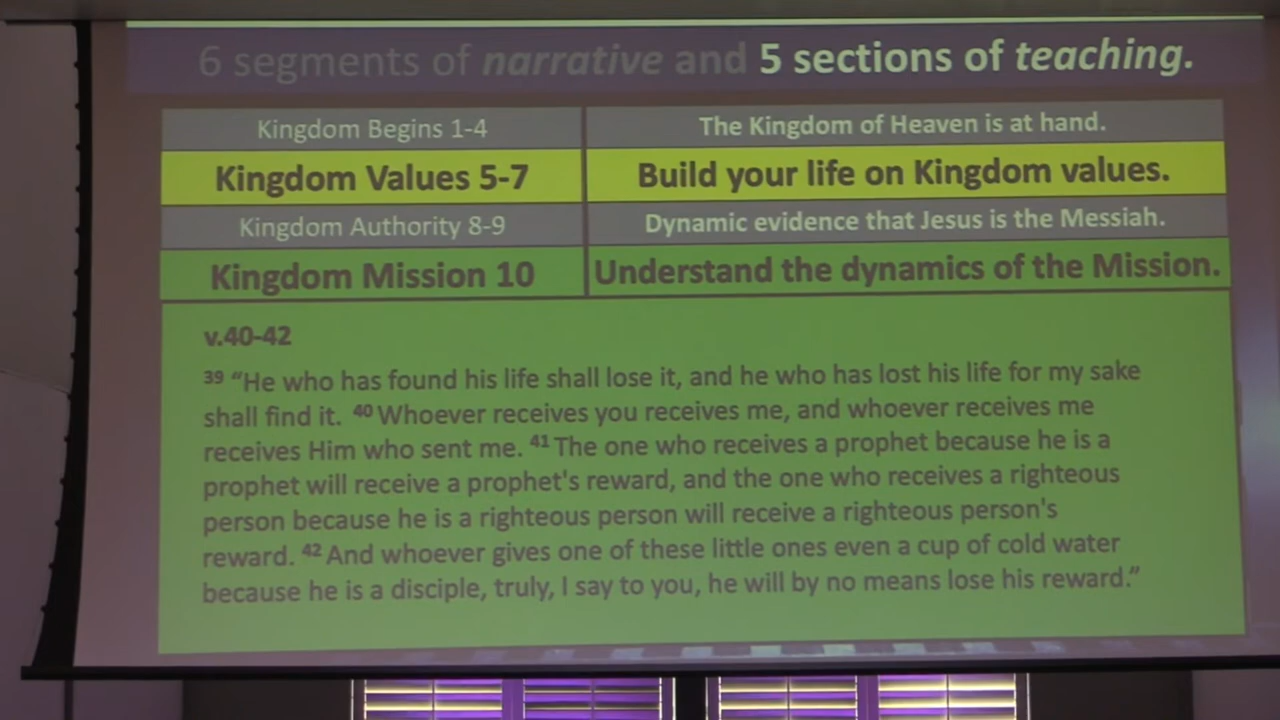 6 segments of narrative and 5 sections of teaching.
Kingdom Begins 1-4
The Kingdom of Heaven is at hand.
Kingdom Values 5-7
Build your life on Kingdom values.
Kingdom Authority 8-9
Dynamic evidence that Jesus is the Messiah.
Kingdom Mission 10
Understand the dynamics of the Mission.
v.40-42
39 “He who has found his life shall lose it, and he who has lost his life for my sake
shall find it. 40 Whoever receives you receives me, and whoever receives me
receives Him who sent me. 41 The one who receives a prophet because he is a
prophet will receive a prophet's reward, and the one who receives a righteous
person because he is a righteous person will receive a righteous person's
reward. 42 And whoever gives one of these little ones even a cup of cold water
because he is a disciple, truly, I say to you, he will by no means lose his reward.”